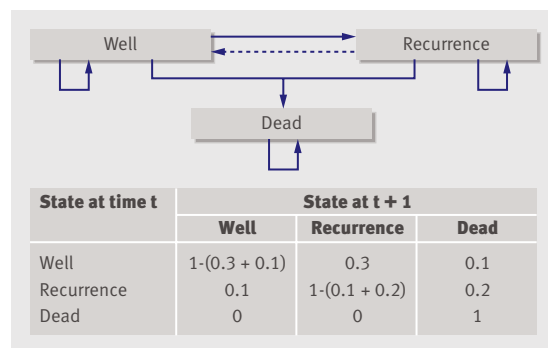 Well Recurrence
Dead
State at time t State at t + 1
Well Recurrence Dead
Well 1-(0.3 + 0.1) 0.3 0.1
Recurrence 0.1 1-(0.1 + 0.2) 0.2
Dead 0 0 1